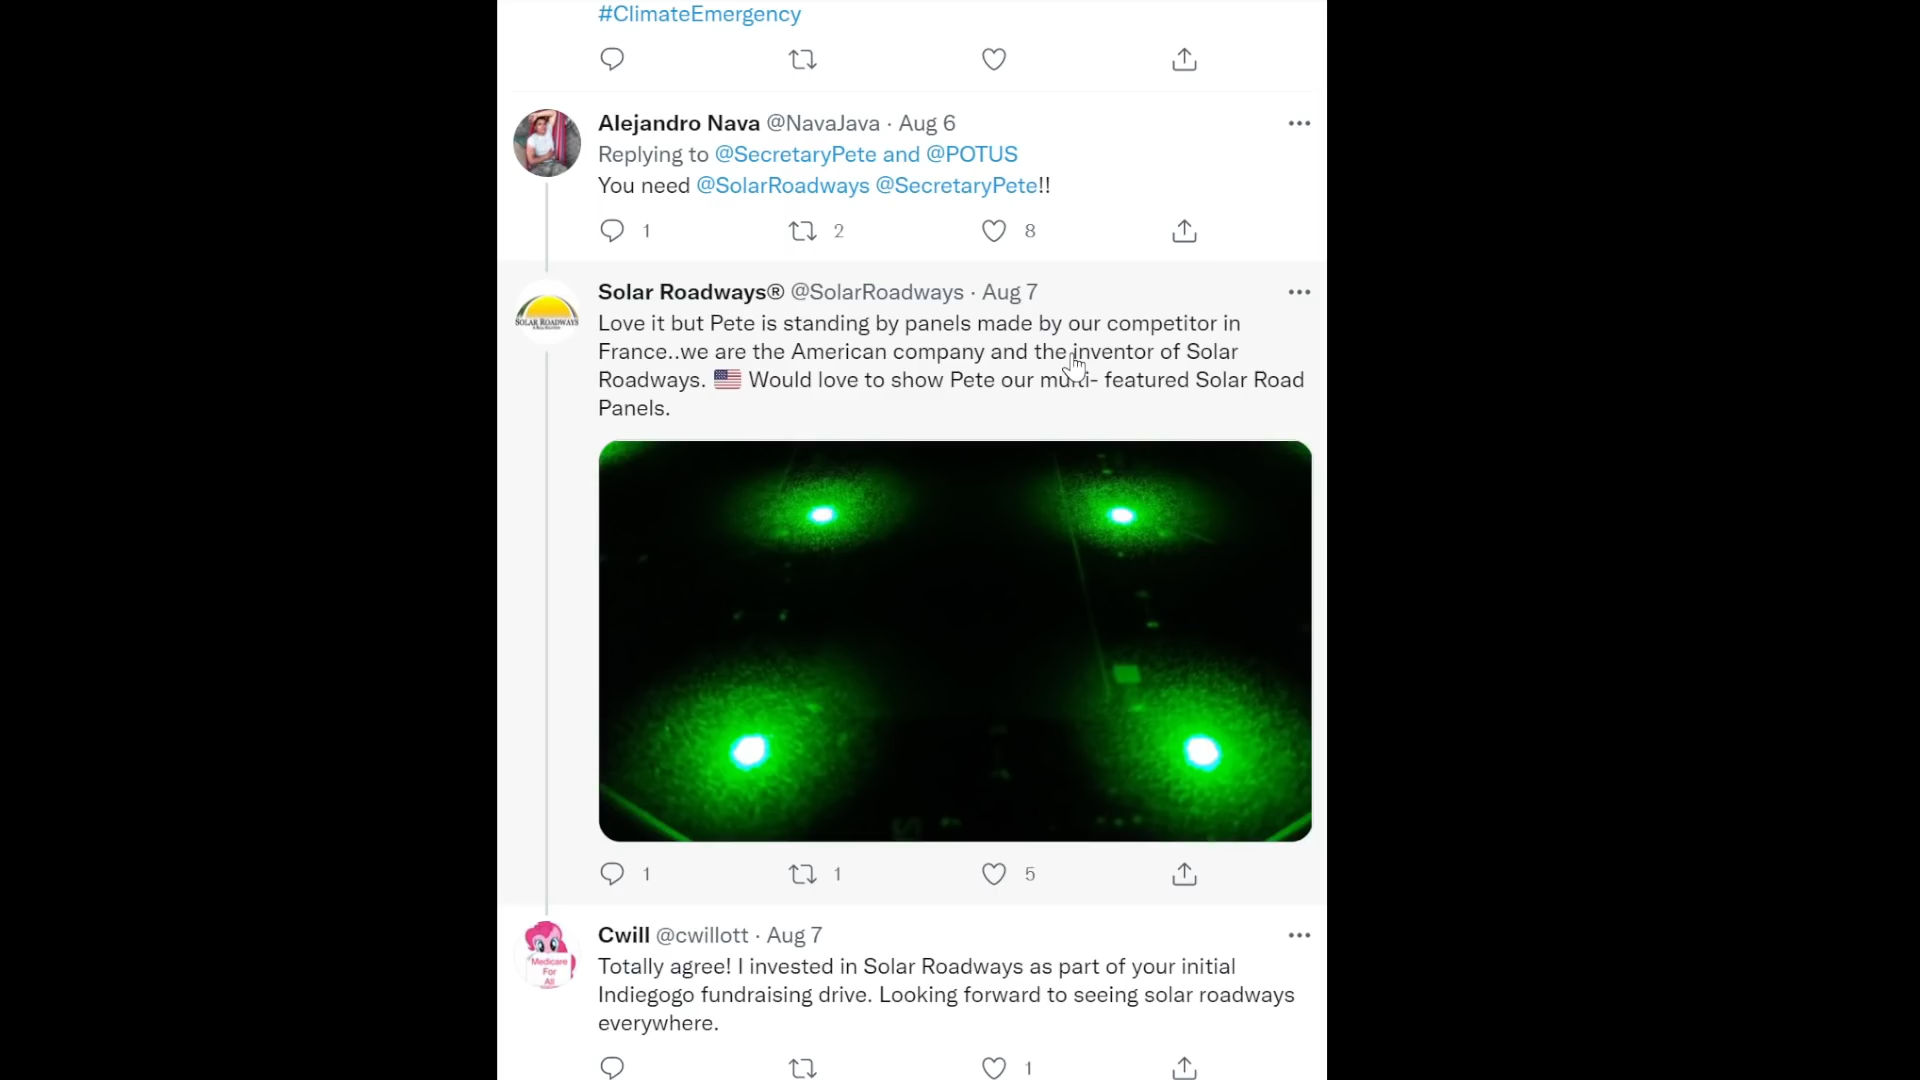 #ClimateEmergency
Alejandro Nava @NavaJava · Aug 6
Replying to @SecretaryPete and @POTUS
You need @SolarRoadways @SecretaryPete!!
1 2 8
Solar Roadways® @SolarRoadways · Aug 7
Love it but Pete is standing by panels made by our competitor in
France..we are the American company and the inventor of Solar
Roadways. 🇺🇸 Would love to show Pete our multi- featured Solar Road
Panels.
SOLAR ROADWAYS
1 1 5
Cwill @cwillott · Aug 7
Medicare
For
All
Totally agree! I invested in Solar Roadways as part of your initial
Indiegogo fundraising drive. Looking forward to seeing solar roadways
everywhere.
1